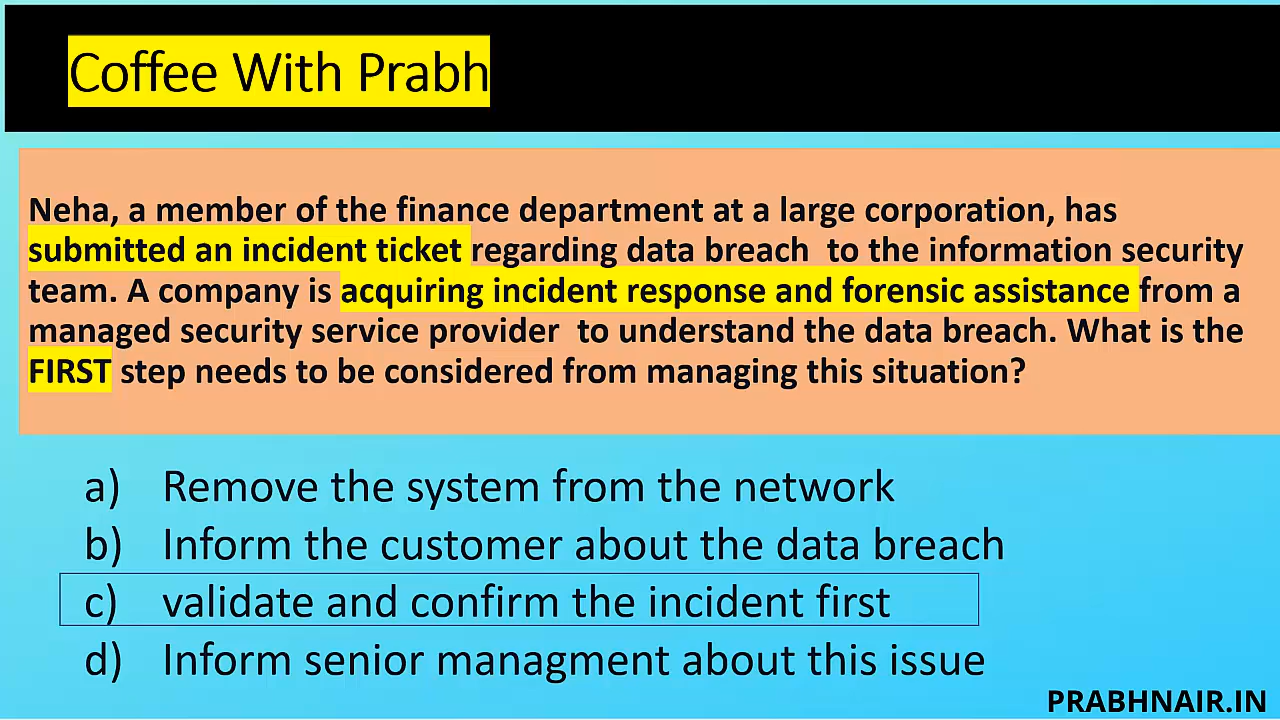 Coffee With Prabh
Neha, a member of the finance department at a large corporation, has
submitted an incident ticket regarding data breach to the information security
team. A company is acquiring incident response and forensic assistance from a
managed security service provider to understand the data breach. What is the
FIRST step needs to be considered from managing this situation?
a) Remove the system from the network
b) Inform the customer about the data breach
c) validate and confirm the incident first
d) Inform senior managment about this issue
PRABHNAIR.IN